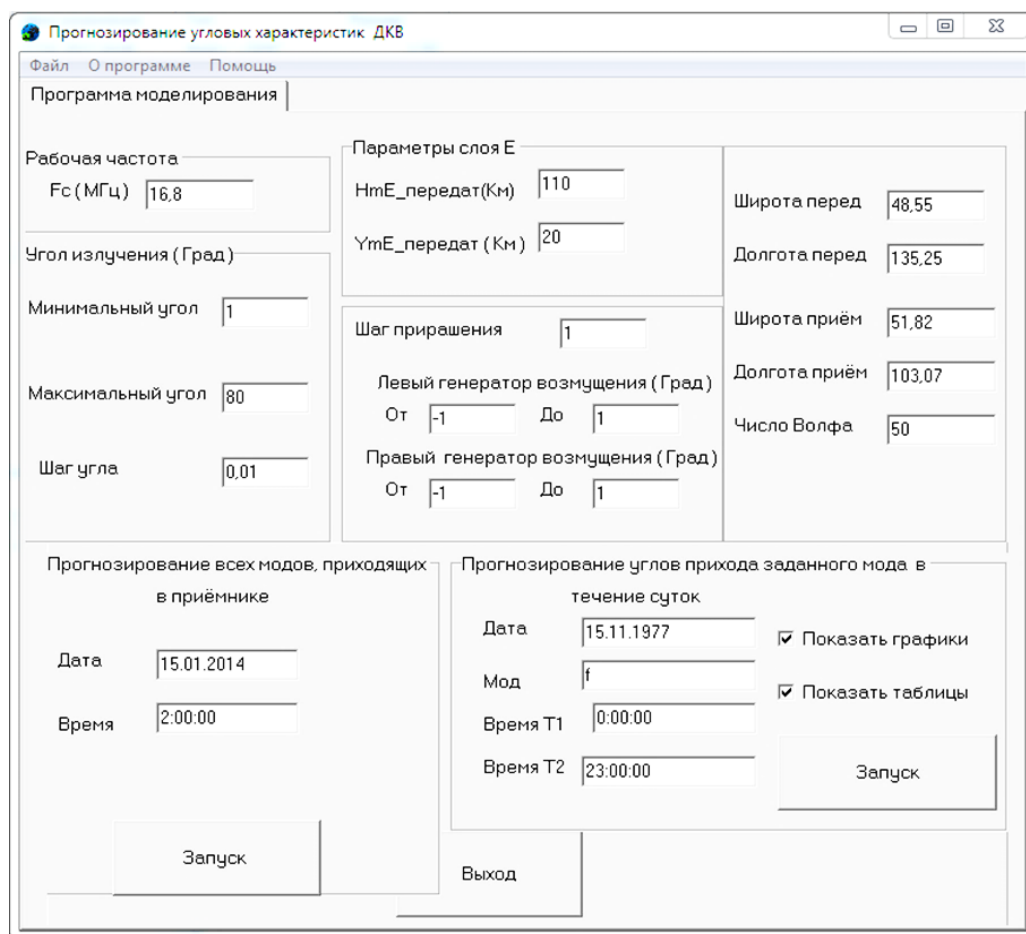 Прогнозирование угловых характеристик ДКВ
Файл О программе Помощь
Программа моделирования
Рабочая частота
Fc ( МГц ) 16,8
Угол излучения ( Град )
Минимальный угол 1
Максимальный угол 80
Шаг угла 0,01
Параметры слоя Е
HmE_передат(Км) 110
YmE_передат ( Км ) 20
Шаг прирашения 1
Левый генератор возмущения ( Град )
От -1 До 1
Правый генератор возмущения ( Град )
От -1 До 1
Широта перед 48,55
Долгота перед 135,25
Широта приём 51,82
Долгота приём 103,07
Число Волфа 50
Прогнозирование всех модов, приходящих
в приёмнике
Дата 15.01.2014
Время 2:00:00
Запуск
Прогнозирование углов прихода заданного мода в
течение суток
Дата 15.11.1977
Мод f
Время Т1 0:00:00
Время Т2 23:00:00
Показать графики
Показать таблицы
Запуск
Выход